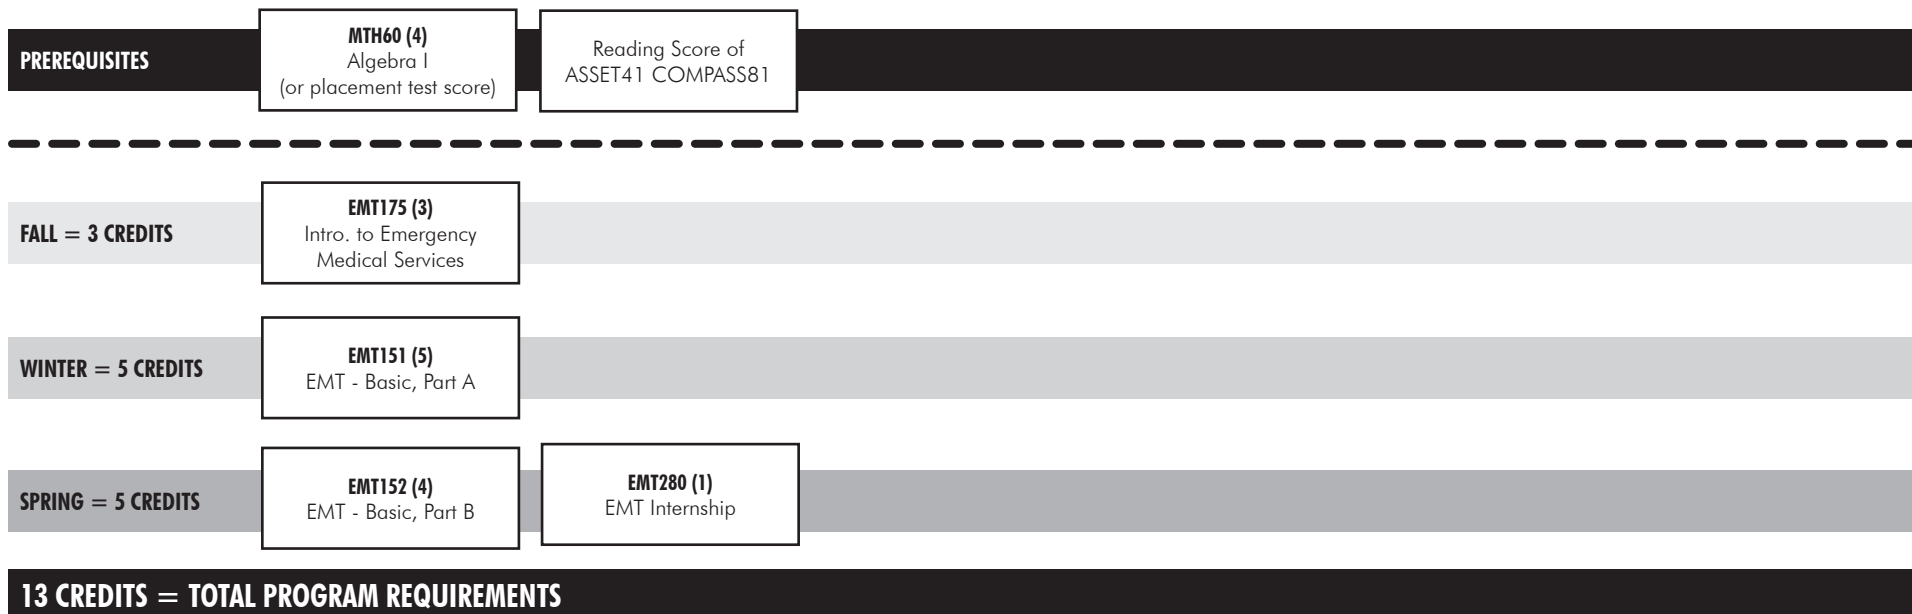 PREREQUISITES
MTH60 (4)
Algebra I
(or placement test score)
Reading Score of
ASSET41 COMPASS81
FALL = 3 CREDITS
EMT175 (3)
Intro. to Emergency
Medical Services
WINTER = 5 CREDITS
EMT151 (5)
EMT - Basic, Part A
SPRING = 5 CREDITS
EMT152 (4)
EMT - Basic, Part B
EMT280 (1)
EMT Internship
13 CREDITS = TOTAL PROGRAM REQUIREMENTS